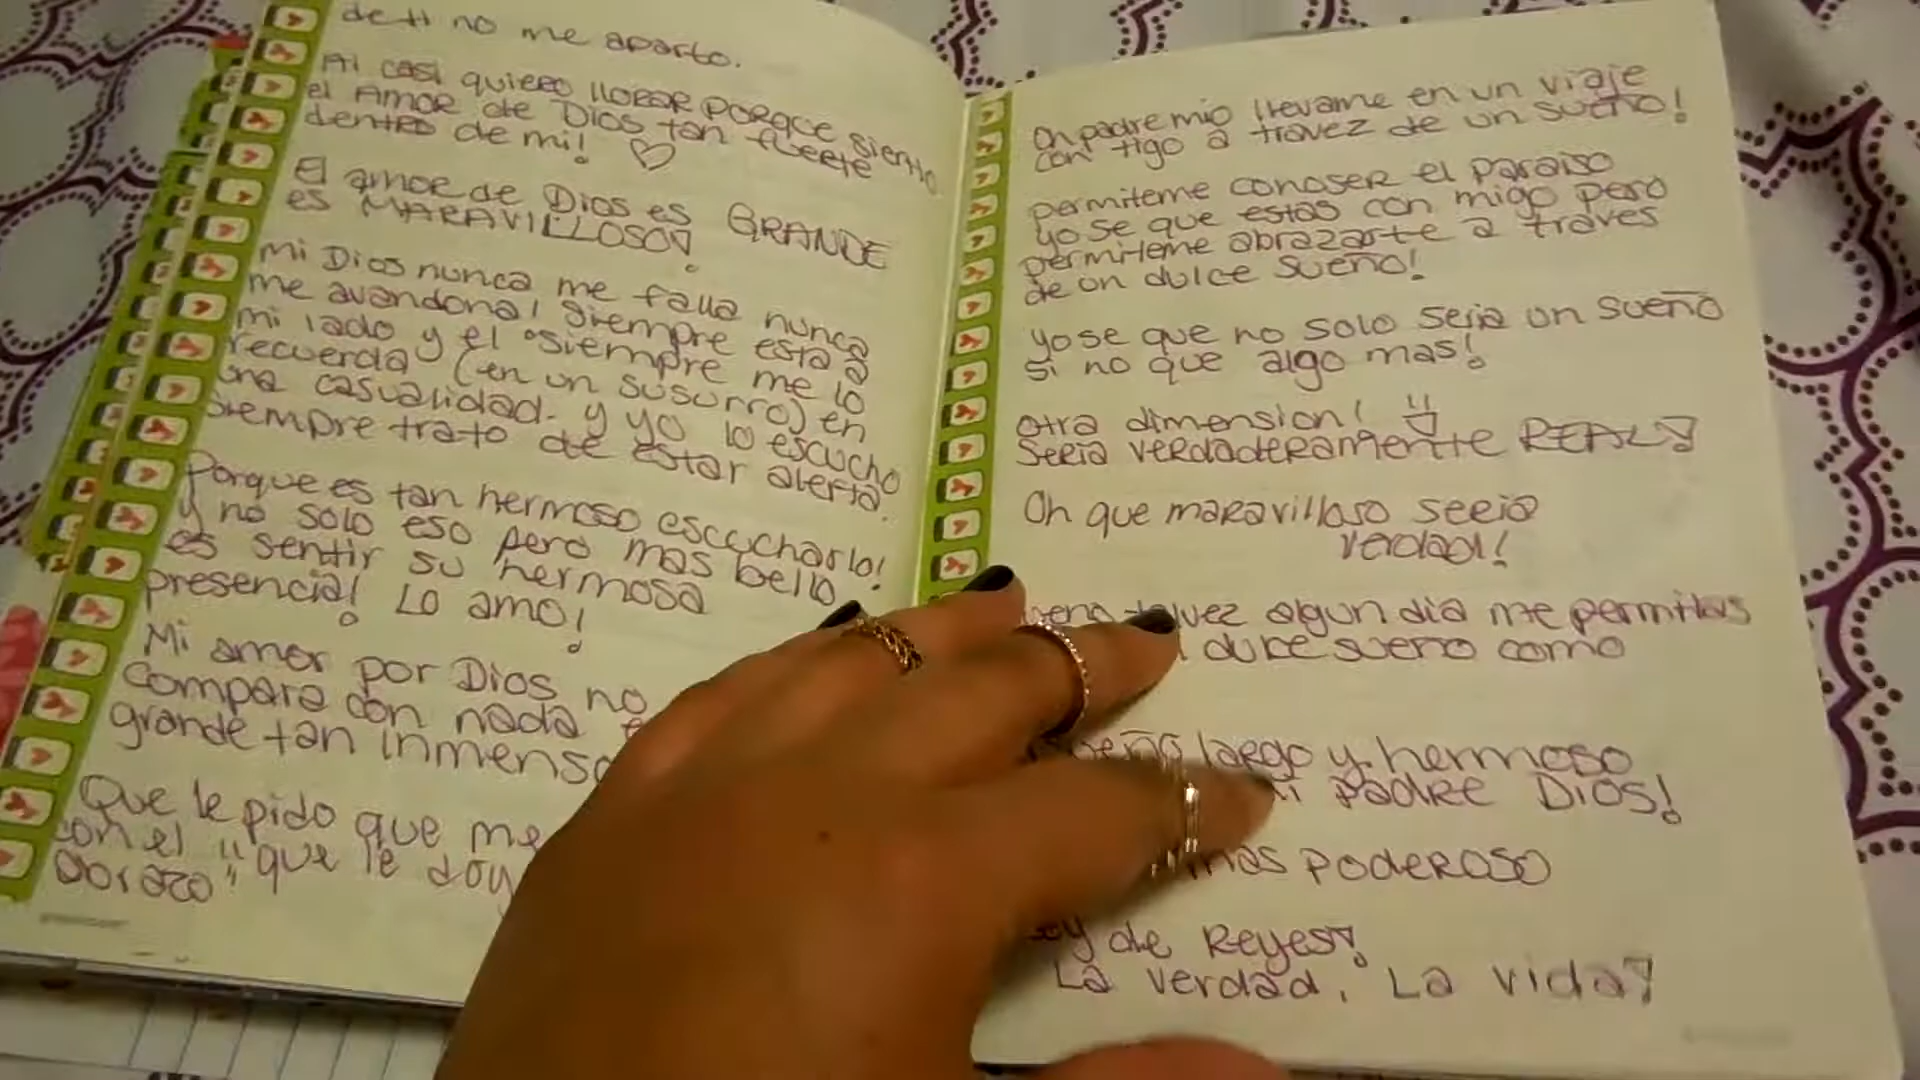 de ti no me aparto.
Ai casi quiero llorar porque siento
el Amor de Dios tan fuerte
dentro de mi! ♡
El amor de Dios es GRANDE
es MARAVILLOSO!
Mi Dios nunca me falla nunca
me avandona! Siempre esta a
mi lado y el "siempre me lo
recuerda" (en un susurro) en
una casualidad. y yo lo escucho
siempre trato de estar alerta.
Porque es tan hermoso escucharlo!
y no solo eso pero mas bello
es sentir su hermosa
presencia! Lo amo!
Mi amor por Dios no
compara con nada
grande tan inmenso
Que le pido que me
con el "que le doy
abrazo"
Oh padre mio llevame en un viaje
con tigo a travez de un sueño!
permiteme conoser el paraiso
yo se que estas con migo pero
permiteme abrazarte a traves
de un dulce sueño!
yo se que no solo seria un sueño
si no que algo mas!
otra dimension!
Seria verdaderamente REAL!
Oh que maravilloso seria
verdad!
talvez algun dia me permitas
dulce sueño como
largo y hermoso
mi Padre Dios!
mas poderoso
Rey de Reyes!
La verdad, La vida!